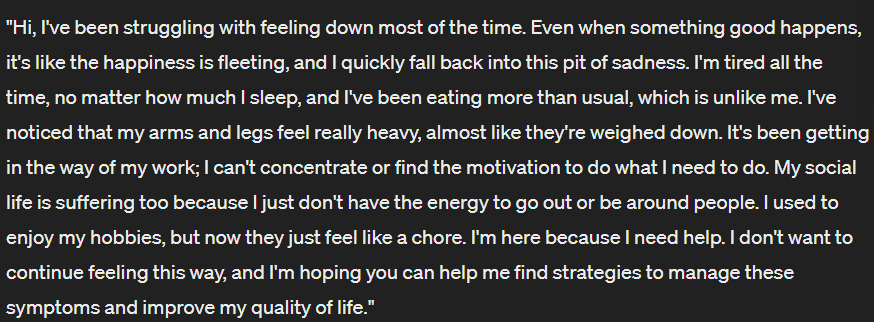 "Hi, I've been struggling with feeling down most of the time. Even when something good happens,
it's like the happiness is fleeting, and I quickly fall back into this pit of sadness. I'm tired all the
time, no matter how much I sleep, and I've been eating more than usual, which is unlike me. I've
noticed that my arms and legs feel really heavy, almost like they're weighed down. It's been getting
in the way of my work; I can't concentrate or find the motivation to do what I need to do. My social
life is suffering too because I just don't have the energy to go out or be around people. I used to
enjoy my hobbies, but now they just feel like a chore. I'm here because I need help. I don't want to
continue feeling this way, and I'm hoping you can help me find strategies to manage these
symptoms and improve my quality of life."